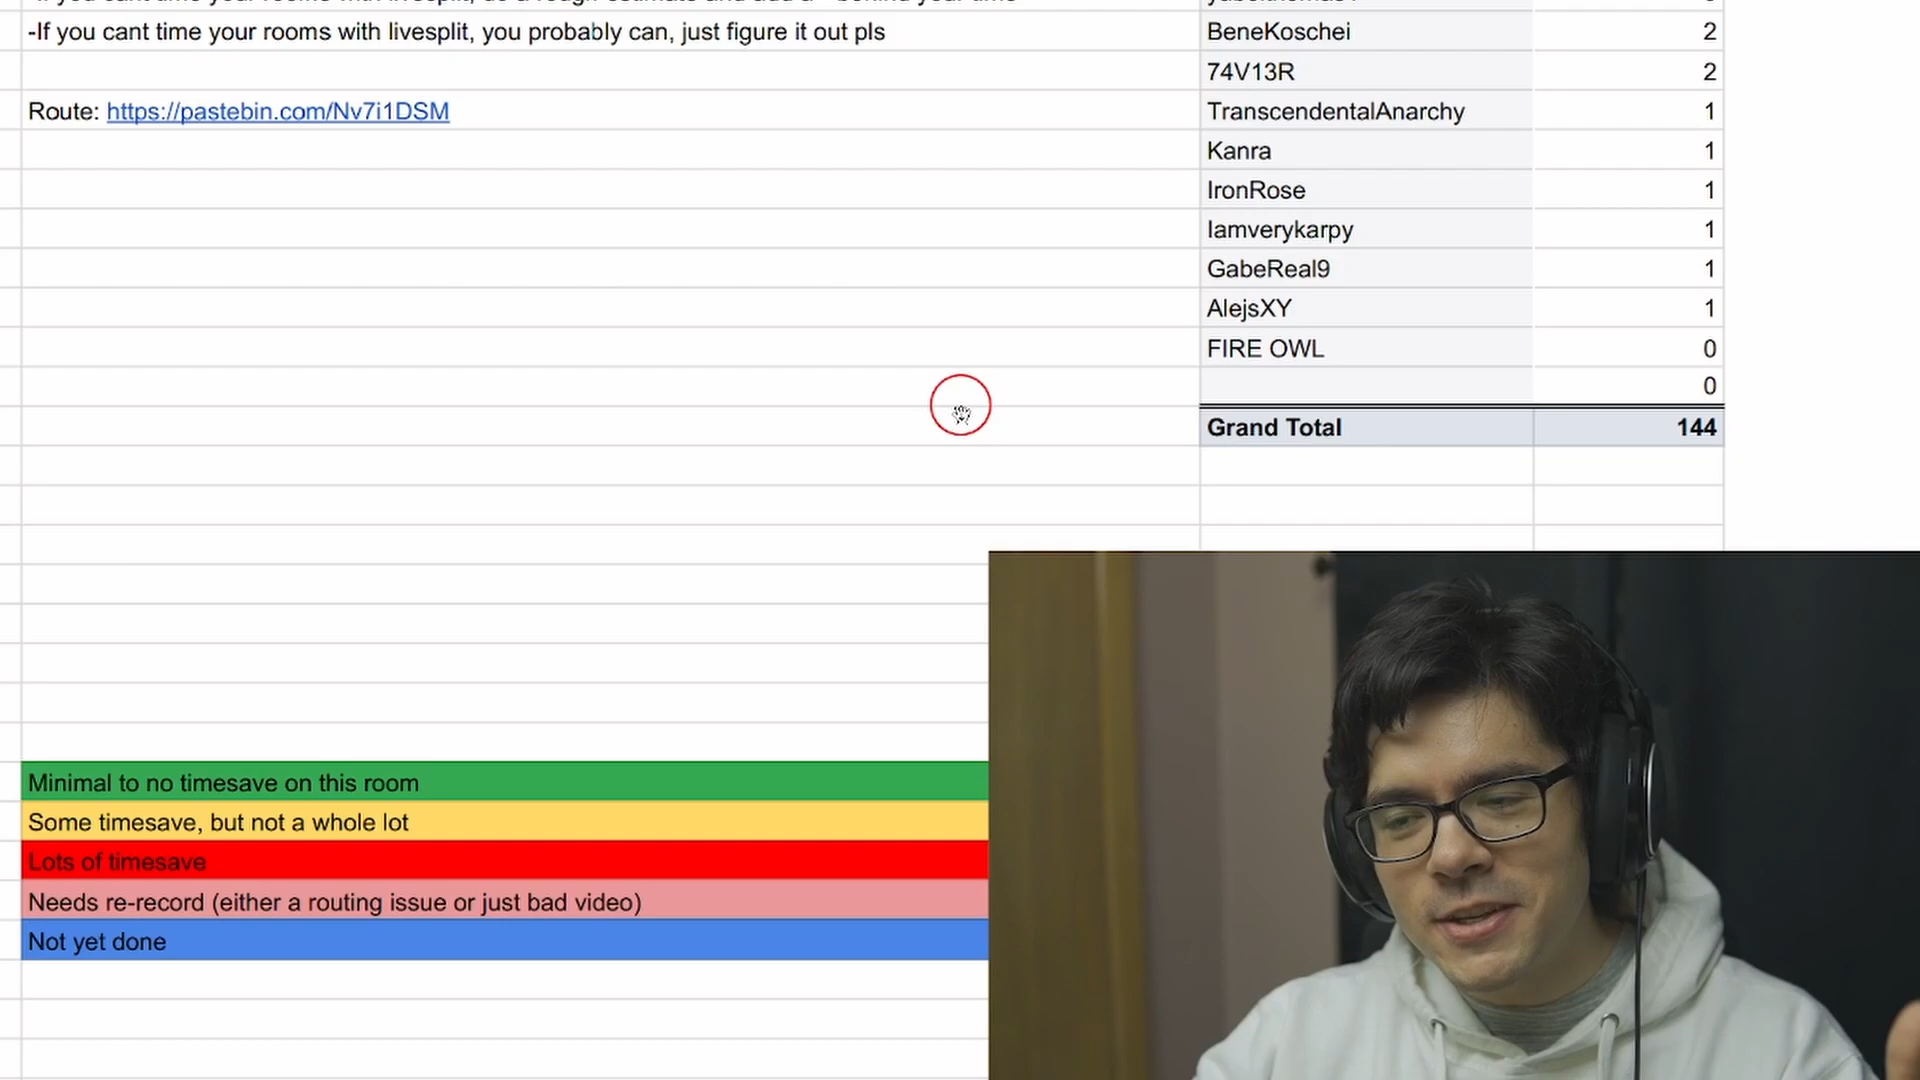 -If you cant time your rooms with livesplit, you probably can, just figure it out pls
Route: https://pastebin.com/Nv7i1DSM
BeneKoschei 2
74V13R 2
TranscendentalAnarchy 1
Kanra 1
IronRose 1
Iamverykarpy 1
GabeReal9 1
AlejsXY 1
FIRE OWL 0
0
Grand Total 144
Minimal to no timesave on this room
Some timesave, but not a whole lot
Lots of timesave
Needs re-record (either a routing issue or just bad video)
Not yet done